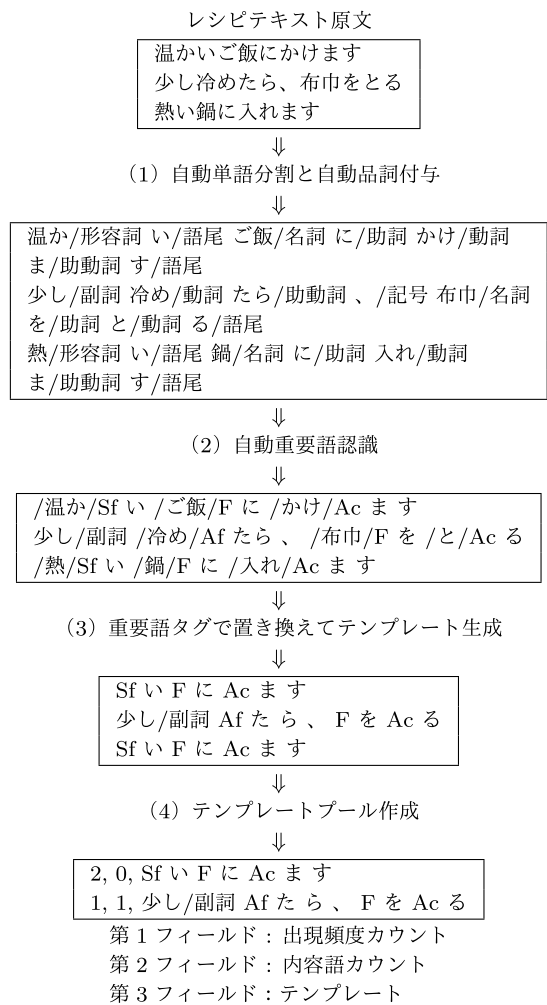 レシピテキスト原文
温かいご飯にかけます
少し冷めたら、布巾をとる
熱い鍋に入れます
⇓
（1）自動単語分割と自動品詞付与
⇓
温か/形容詞 い/語尾 ご飯/名詞 に/助詞 かけ/動詞
ま/助動詞 す/語尾
少し/副詞 冷め/動詞 たら/助動詞 、/記号 布巾/名詞
を/助詞 と/動詞 る/語尾
熱/形容詞 い/語尾 鍋/名詞 に/助詞 入れ/動詞
ま/助動詞 す/語尾
⇓
（2）自動重要語認識
⇓
/温か/Sf い /ご飯/F に /かけ/Ac ま す
少し/副詞 /冷め/Af たら 、 /布巾/F を /と/Ac る
/熱/Sf い /鍋/F に /入れ/Ac ま す
⇓
（3）重要語タグで置き換えてテンプレート生成
⇓
Sf い F に Ac ま す
少し/副詞 Af た ら 、 F を Ac る
Sf い F に Ac ま す
⇓
（4）テンプレートプール作成
⇓
2, 0, Sf い F に Ac ま す
1, 1, 少し/副詞 Af た ら 、 F を Ac る
第 1 フィールド : 出現頻度カウント
第 2 フィールド : 内容語カウント
第 3 フィールド : テンプレート